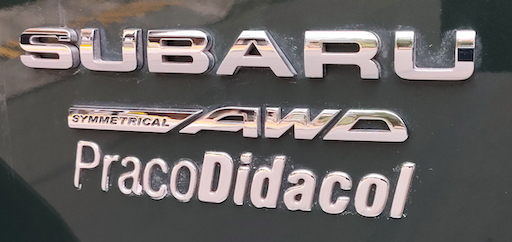 SUBARU
SYMMETRICAL AWD
PracoDidacol